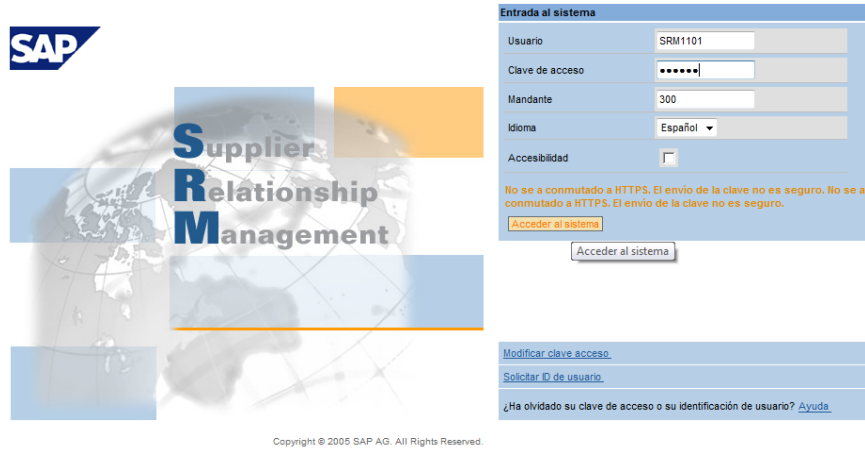 SAP
Supplier
Relationship
Management
Copyright © 2005 SAP AG. All Rights Reserved.
Entrada al sistema
Usuario SRM1101
Clave de acceso ••••••
Mandante 300
Idioma Español
Accesibilidad
No se a conmutado a HTTPS. El envío de la clave no es seguro. No se a
conmutado a HTTPS. El envío de la clave no es seguro.
Acceder al sistema
Acceder al sistema
Modificar clave acceso
Solicitar ID de usuario
¿Ha olvidado su clave de acceso o su identificación de usuario? Ayuda